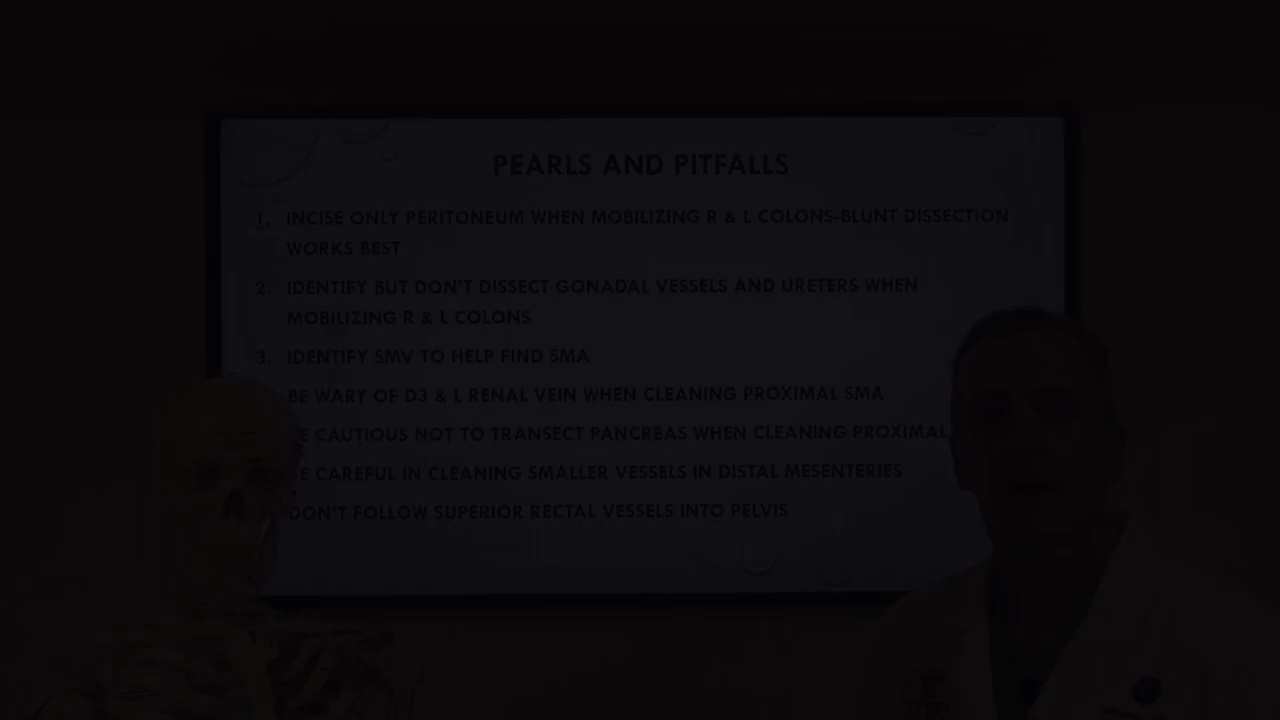 PEARLS AND PITFALLS
1. INCISE ONLY PERITONEUM WHEN MOBILIZING R & L COLONS-BLUNT DISSECTION
WORKS BEST
2. IDENTIFY BUT DON'T DISSECT GONADAL VESSELS AND URETERS WHEN
MOBILIZING R & L COLONS
3. IDENTIFY SMV TO HELP FIND SMA
BE WARY OF D3 & L RENAL VEIN WHEN CLEANING PROXIMAL SMA
E CAUTIOUS NOT TO TRANSECT PANCREAS WHEN CLEANING PROXIMAL
E CAREFUL IN CLEANING SMALLER VESSELS IN DISTAL MESENTERIES
DON'T FOLLOW SUPERIOR RECTAL VESSELS INTO PELVIS